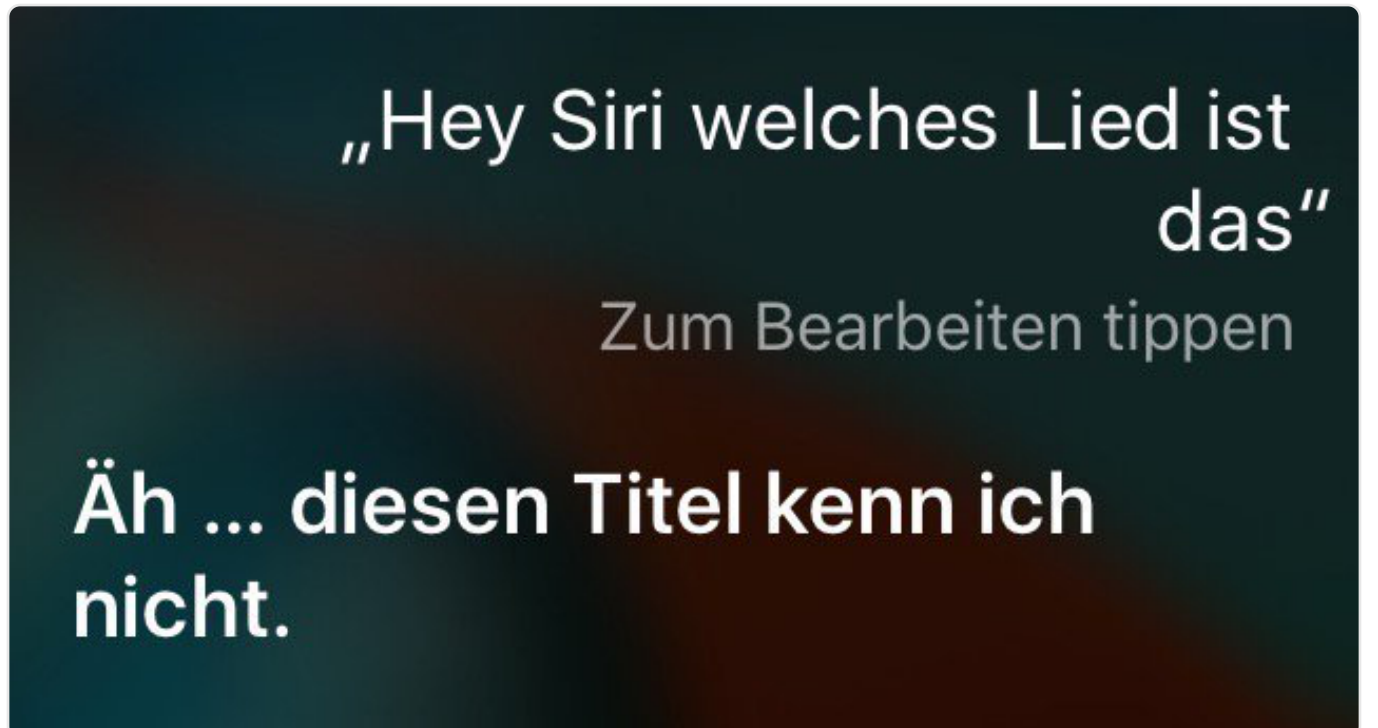 „Hey Siri welches Lied ist
das“
Zum Bearbeiten tippen
Äh ... diesen Titel kenn ich
nicht.